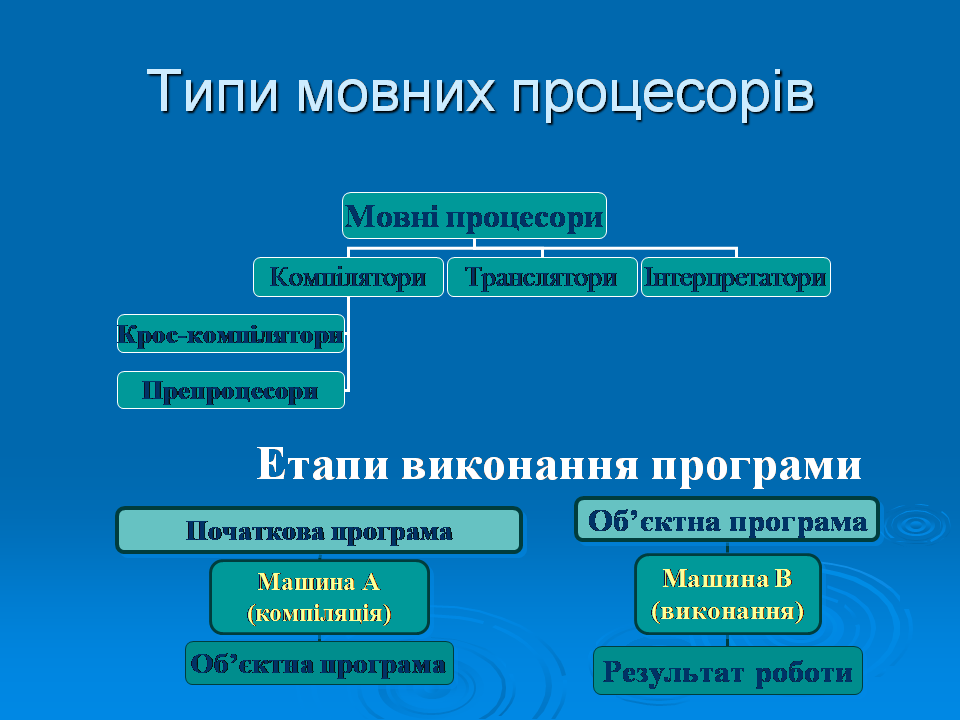 Типи мовних процесорів
Мовні процесори
Компілятори
Транслятори
Інтерпретатори
Крос-компілятори
Препроцесори
Етапи виконання програми
Початкова програма
Машина А
(компіляція)
Об’єктна програма
Об’єктна програма
Машина В
(виконання)
Результат роботи